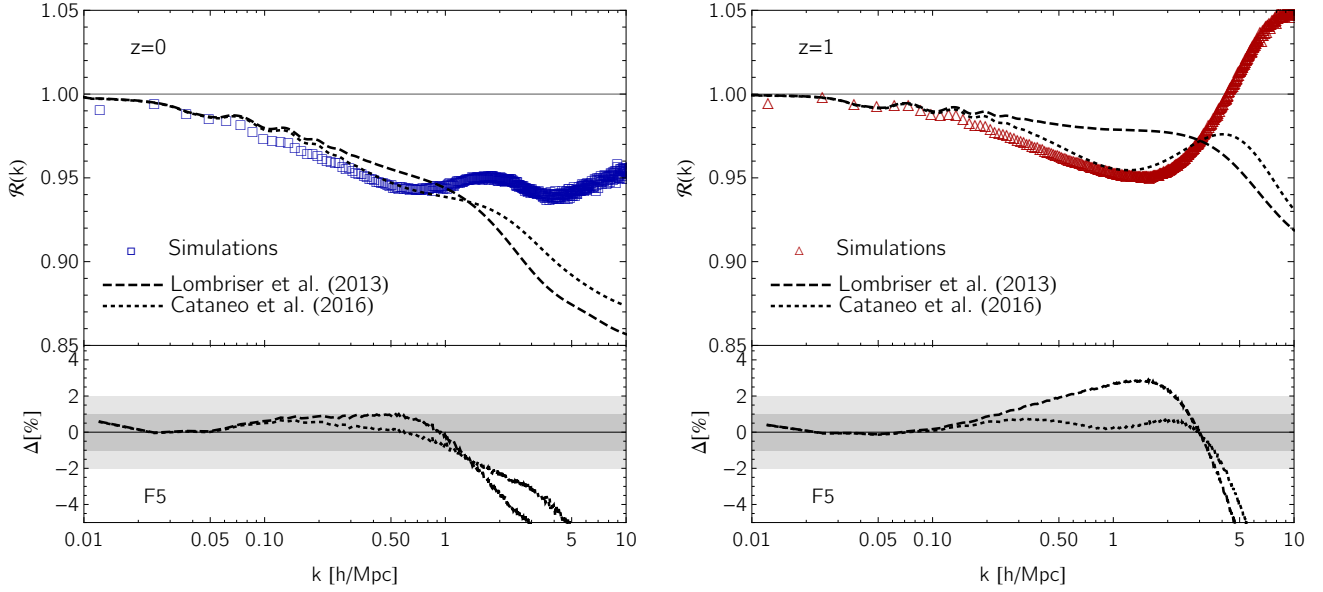 1.05
z=0
1.00
0.95
ℛ(k)
Simulations
0.90
Lombriser et al. (2013)
Cataneo et al. (2016)
0.85
4
2
0
-2
-4
Δ[%]
F5
0.01 0.05 0.10 0.50 1 5 10
k [h/Mpc]
1.05
z=1
1.00
0.95
ℛ(k)
Simulations
0.90
Lombriser et al. (2013)
Cataneo et al. (2016)
0.85
4
2
0
-2
-4
Δ[%]
F5
0.01 0.05 0.10 0.50 1 5 10
k [h/Mpc]